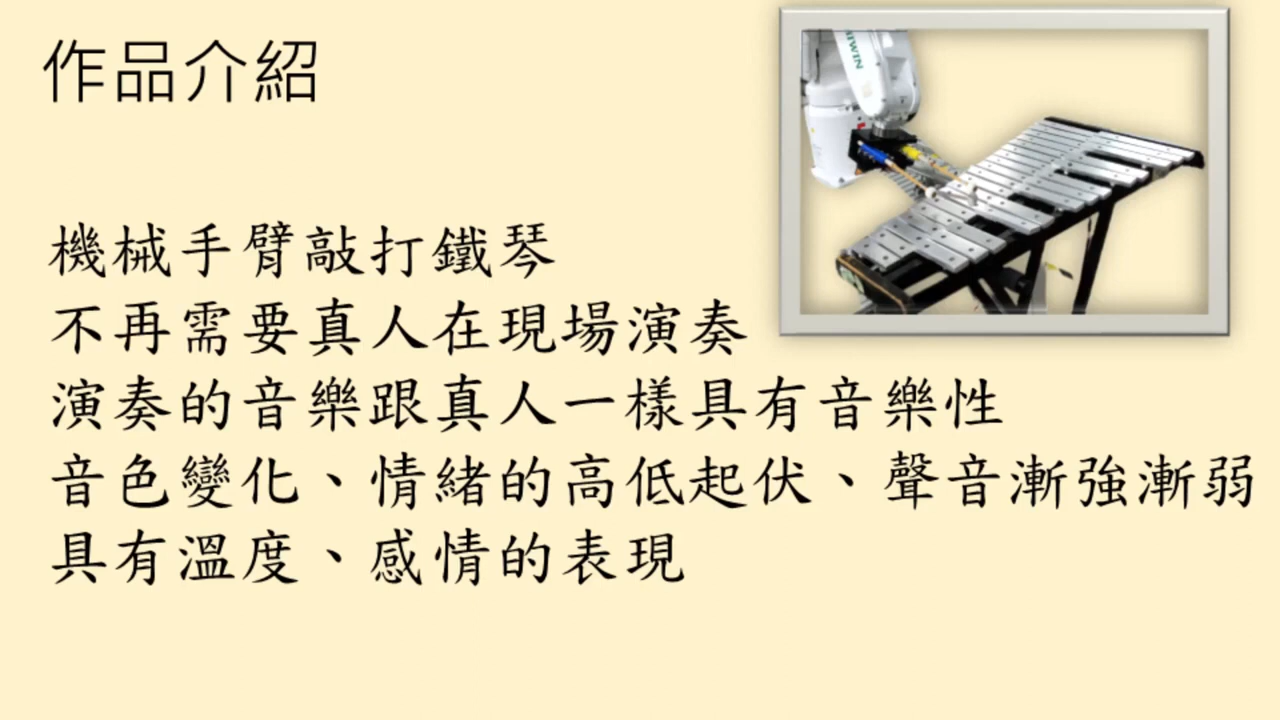 作品介紹
HIWIN
機械手臂敲打鐵琴
不再需要真人在現場演奏
演奏的音樂跟真人一樣具有音樂性
音色變化、情緒的高低起伏、聲音漸強漸弱
具有溫度、感情的表現